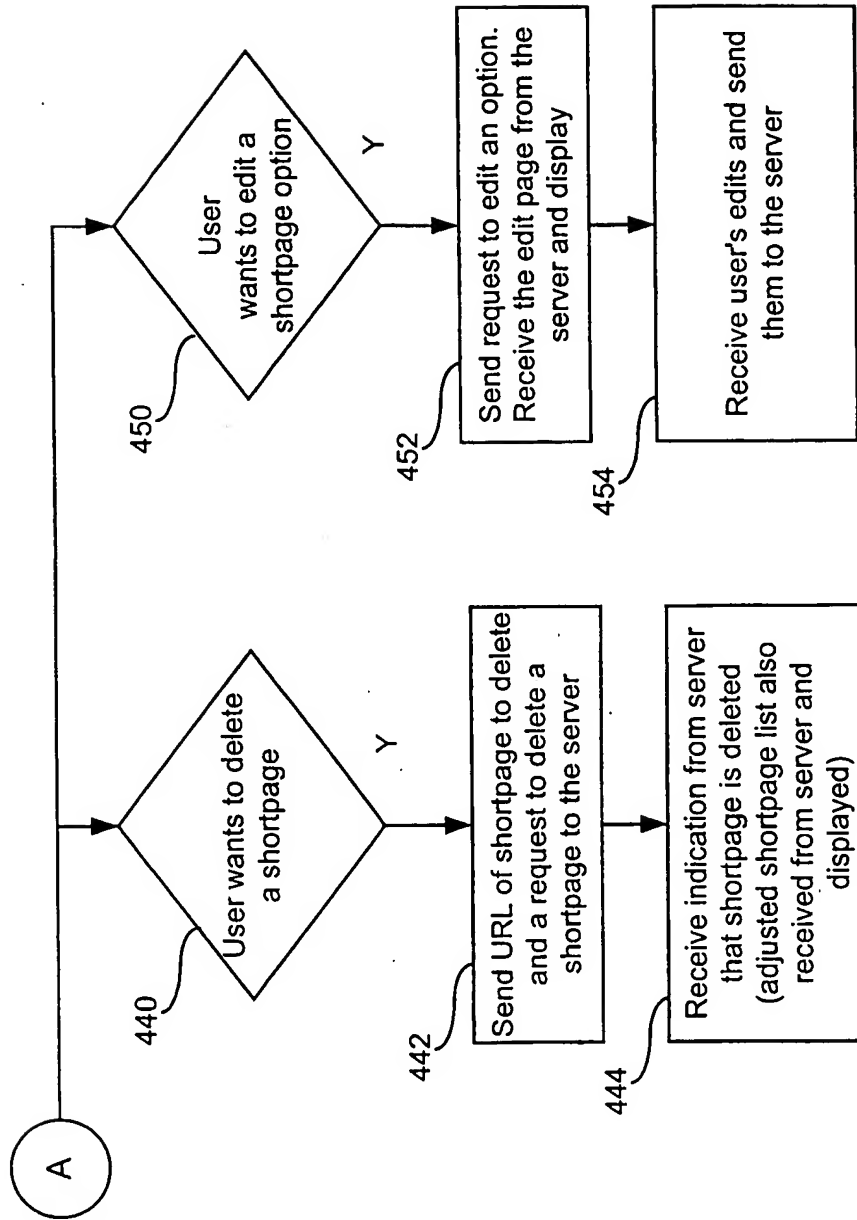 A
User wants to delete
a shortpage
440
Y
442
Send URL of shortpage to delete
and a request to delete a
shortpage to the server
444
Receive indication from server
that shortpage is deleted
(adjusted shortpage list also
received from server and
displayed)
User
wants to edit a
shortpage option
450
Y
452
Send request to edit an option.
Receive the edit page from the
server and display
454
Receive user's edits and send
them to the server